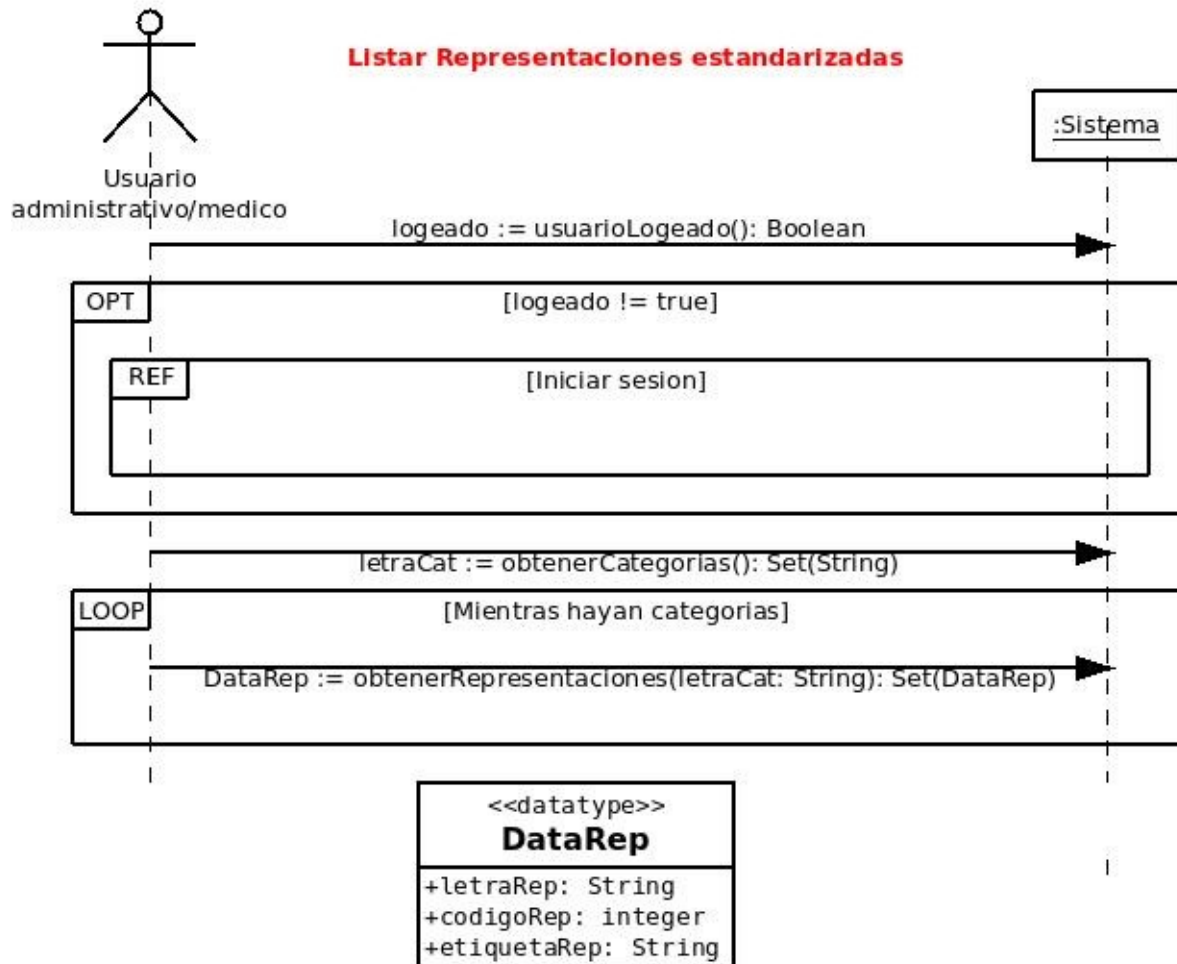 Listar Representaciones estandarizadas
:Sistema
Usuario
administrativo/medico
logeado := usuarioLogeado(): Boolean
OPT
[logeado != true]
REF
[Iniciar sesion]
letraCat := obtenerCategorias(): Set(String)
LOOP
[Mientras hayan categorias]
DataRep := obtenerRepresentaciones(letraCat: String): Set(DataRep)
<<datatype>>
DataRep
+letraRep: String
+codigoRep: integer
+etiquetaRep: String